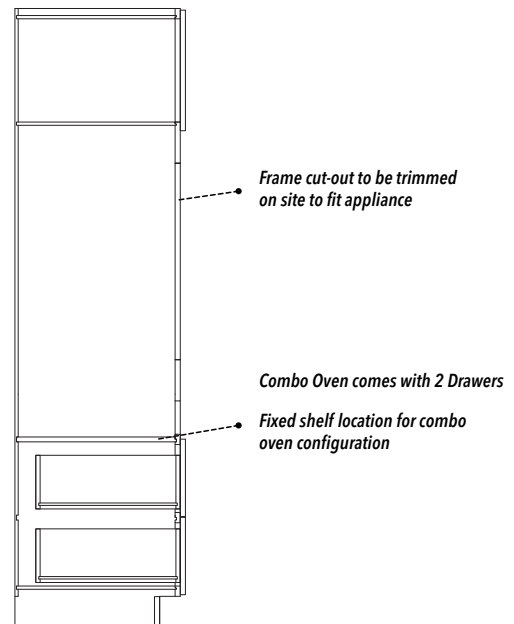 Frame cut-out to be trimmed
on site to fit appliance
Combo Oven comes with 2 Drawers
Fixed shelf location for combo
oven configuration